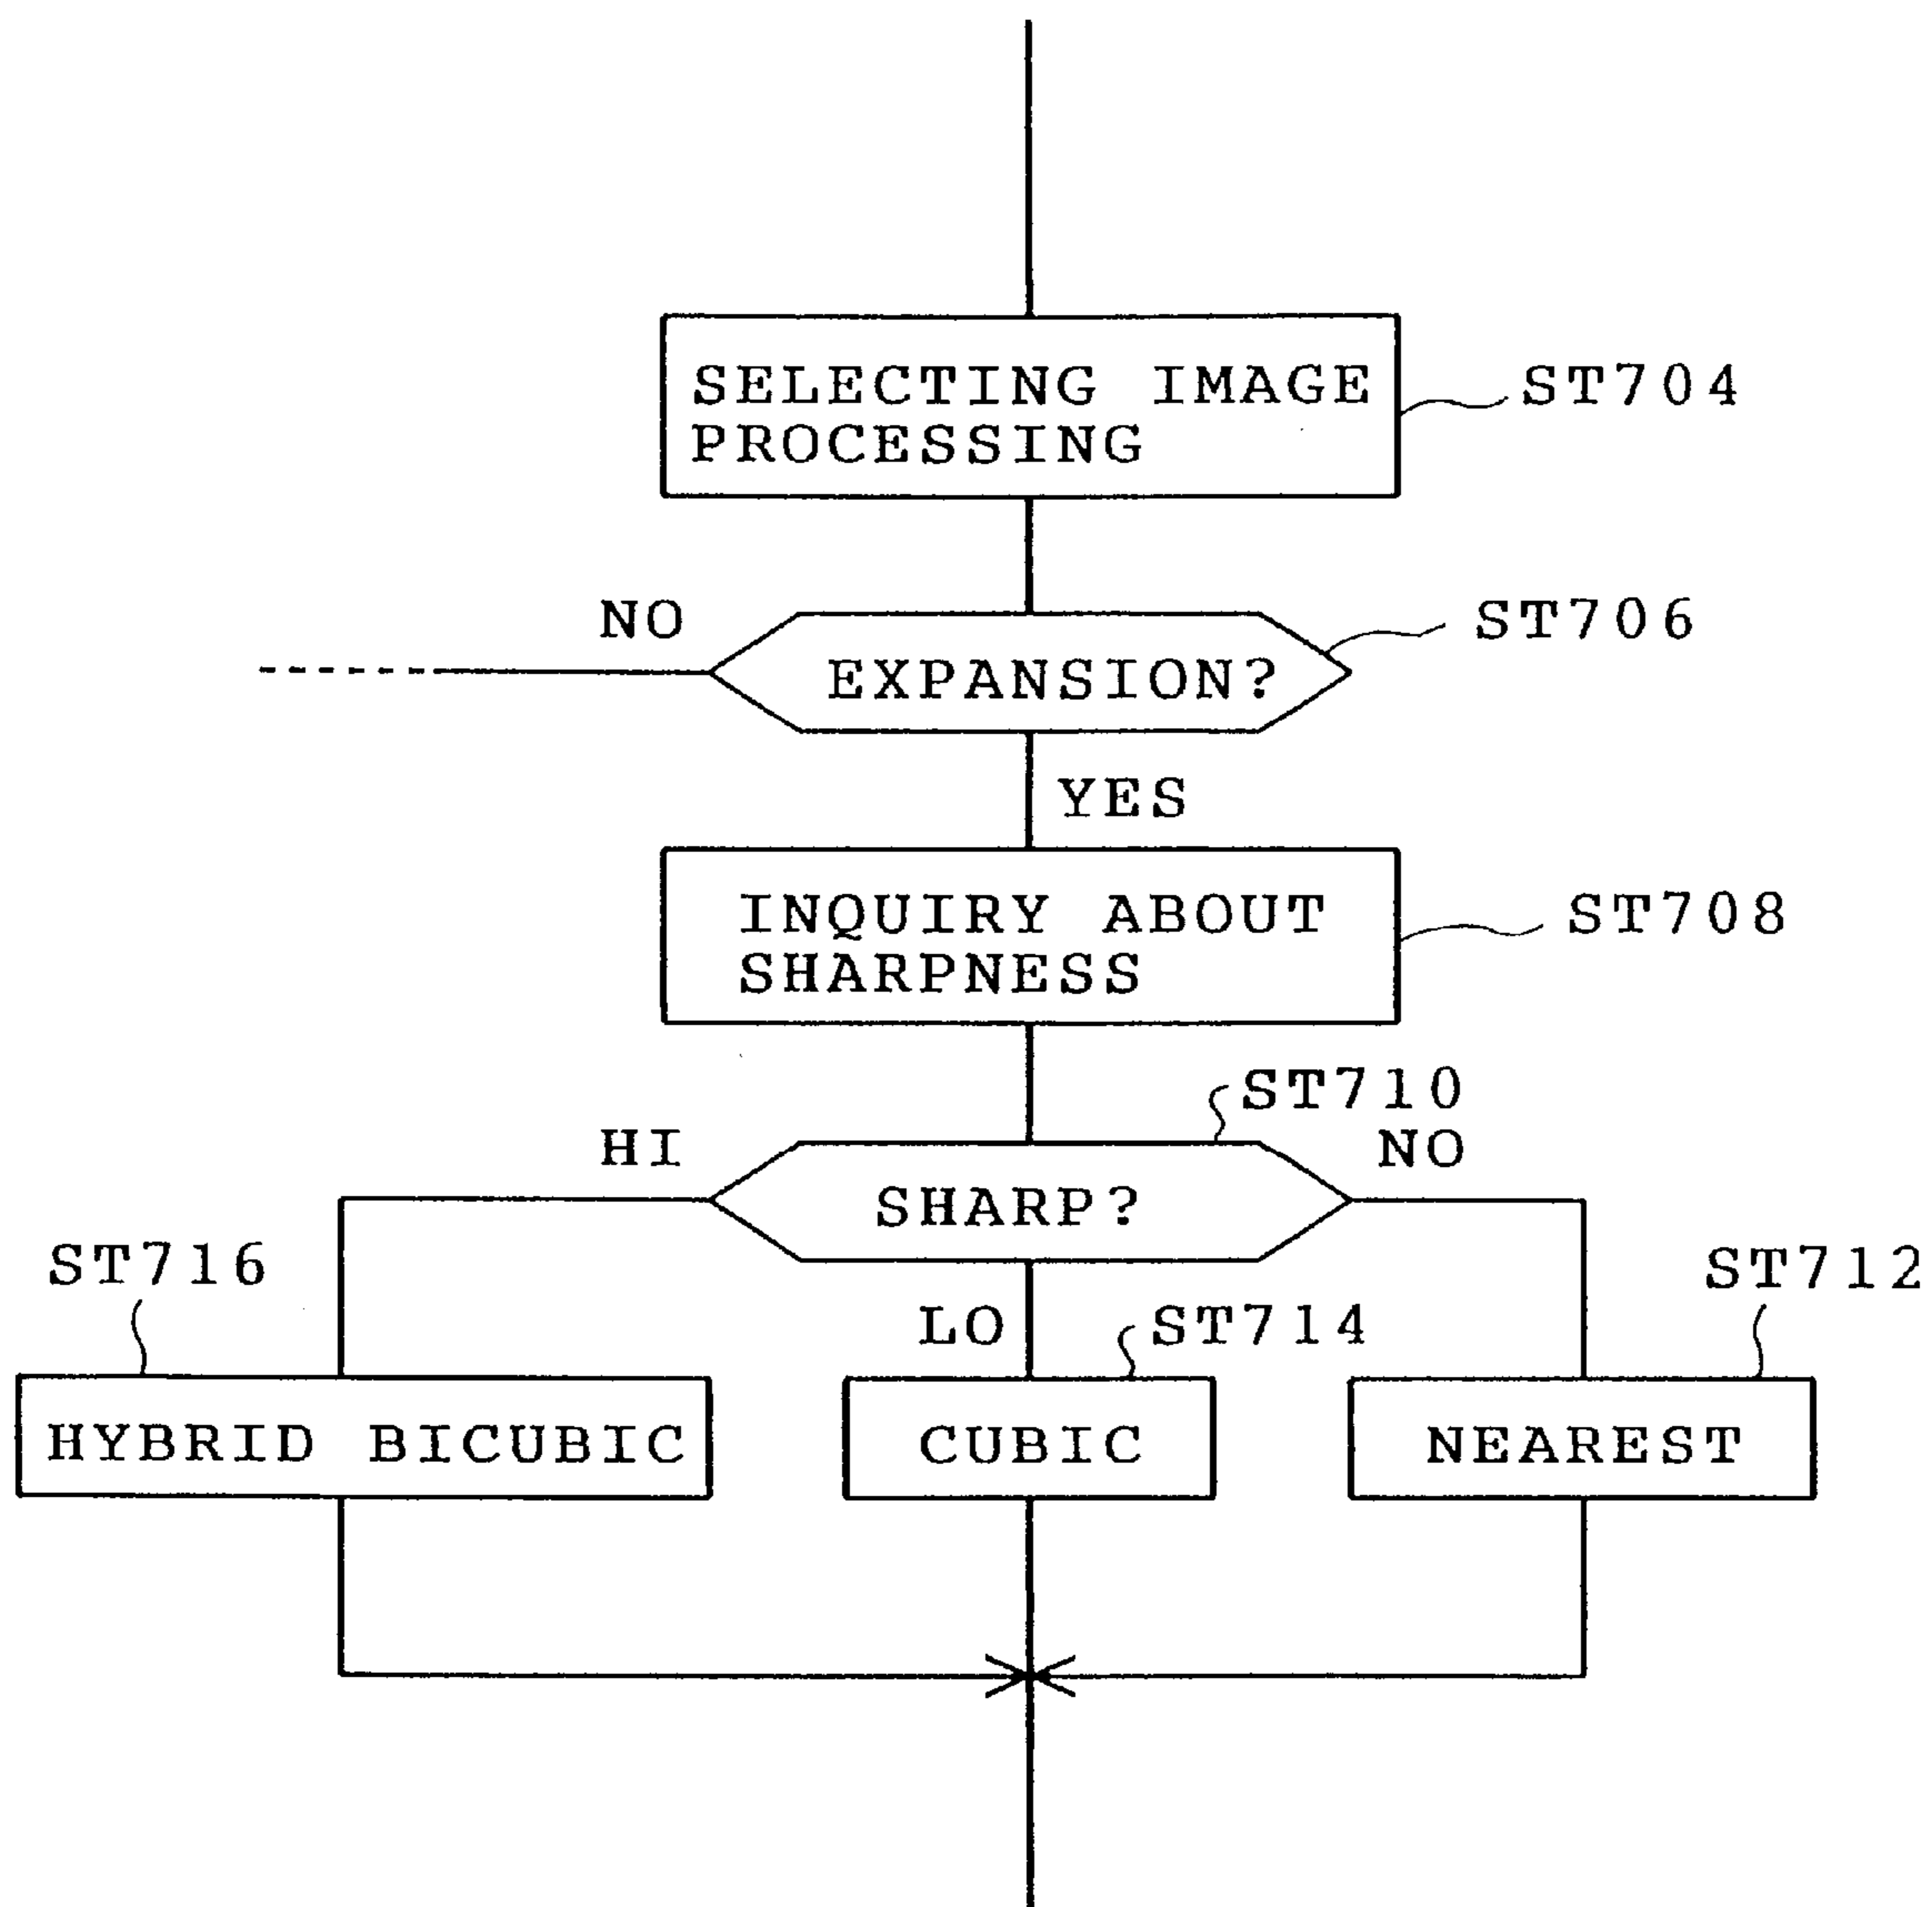 SELECTING IMAGE
PROCESSING
ST704
NO
ST706
EXPANSION?
YES
INQUIRY ABOUT
SHARPNESS
ST708
ST710
HI
NO
SHARP?
ST716
ST712
LO
ST714
HYBRID BICUBIC
CUBIC
NEAREST